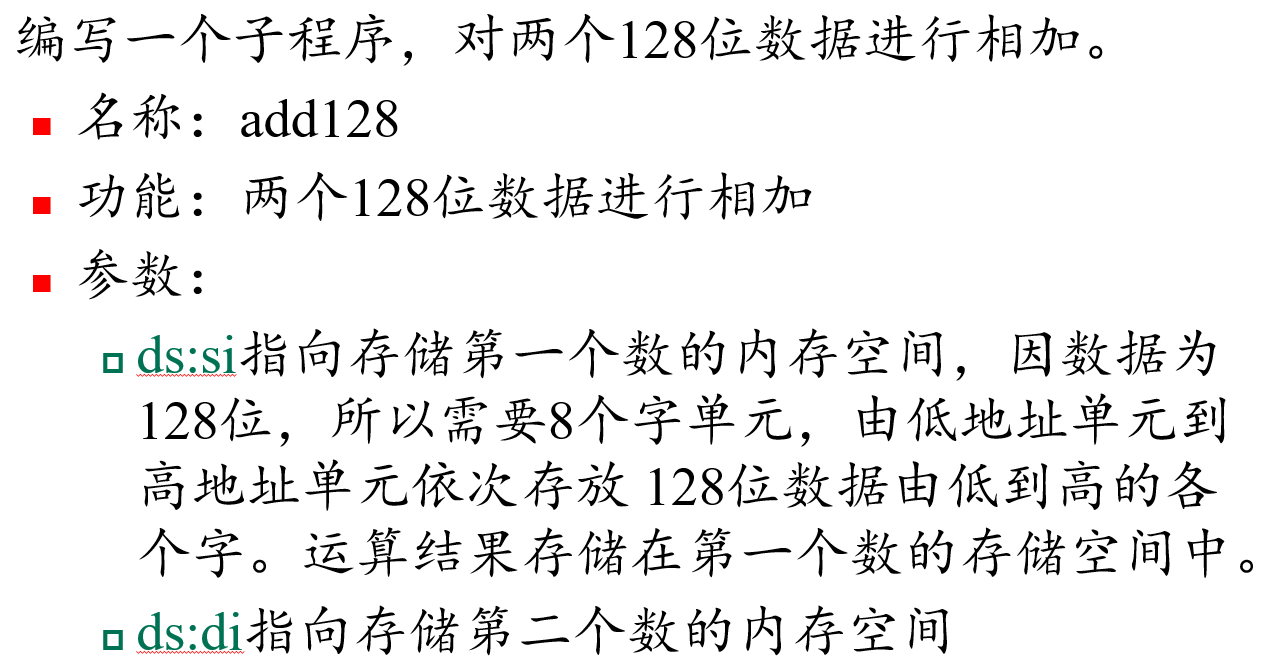 编写一个子程序，对两个128位数据进行相加。
名称：add128
功能：两个128位数据进行相加
参数：
ds:si指向存储第一个数的内存空间，因数据为
128位，所以需要8个字单元，由低地址单元到
高地址单元依次存放 128位数据由低到高的各
个字。运算结果存储在第一个数的存储空间中。
ds:di指向存储第二个数的内存空间